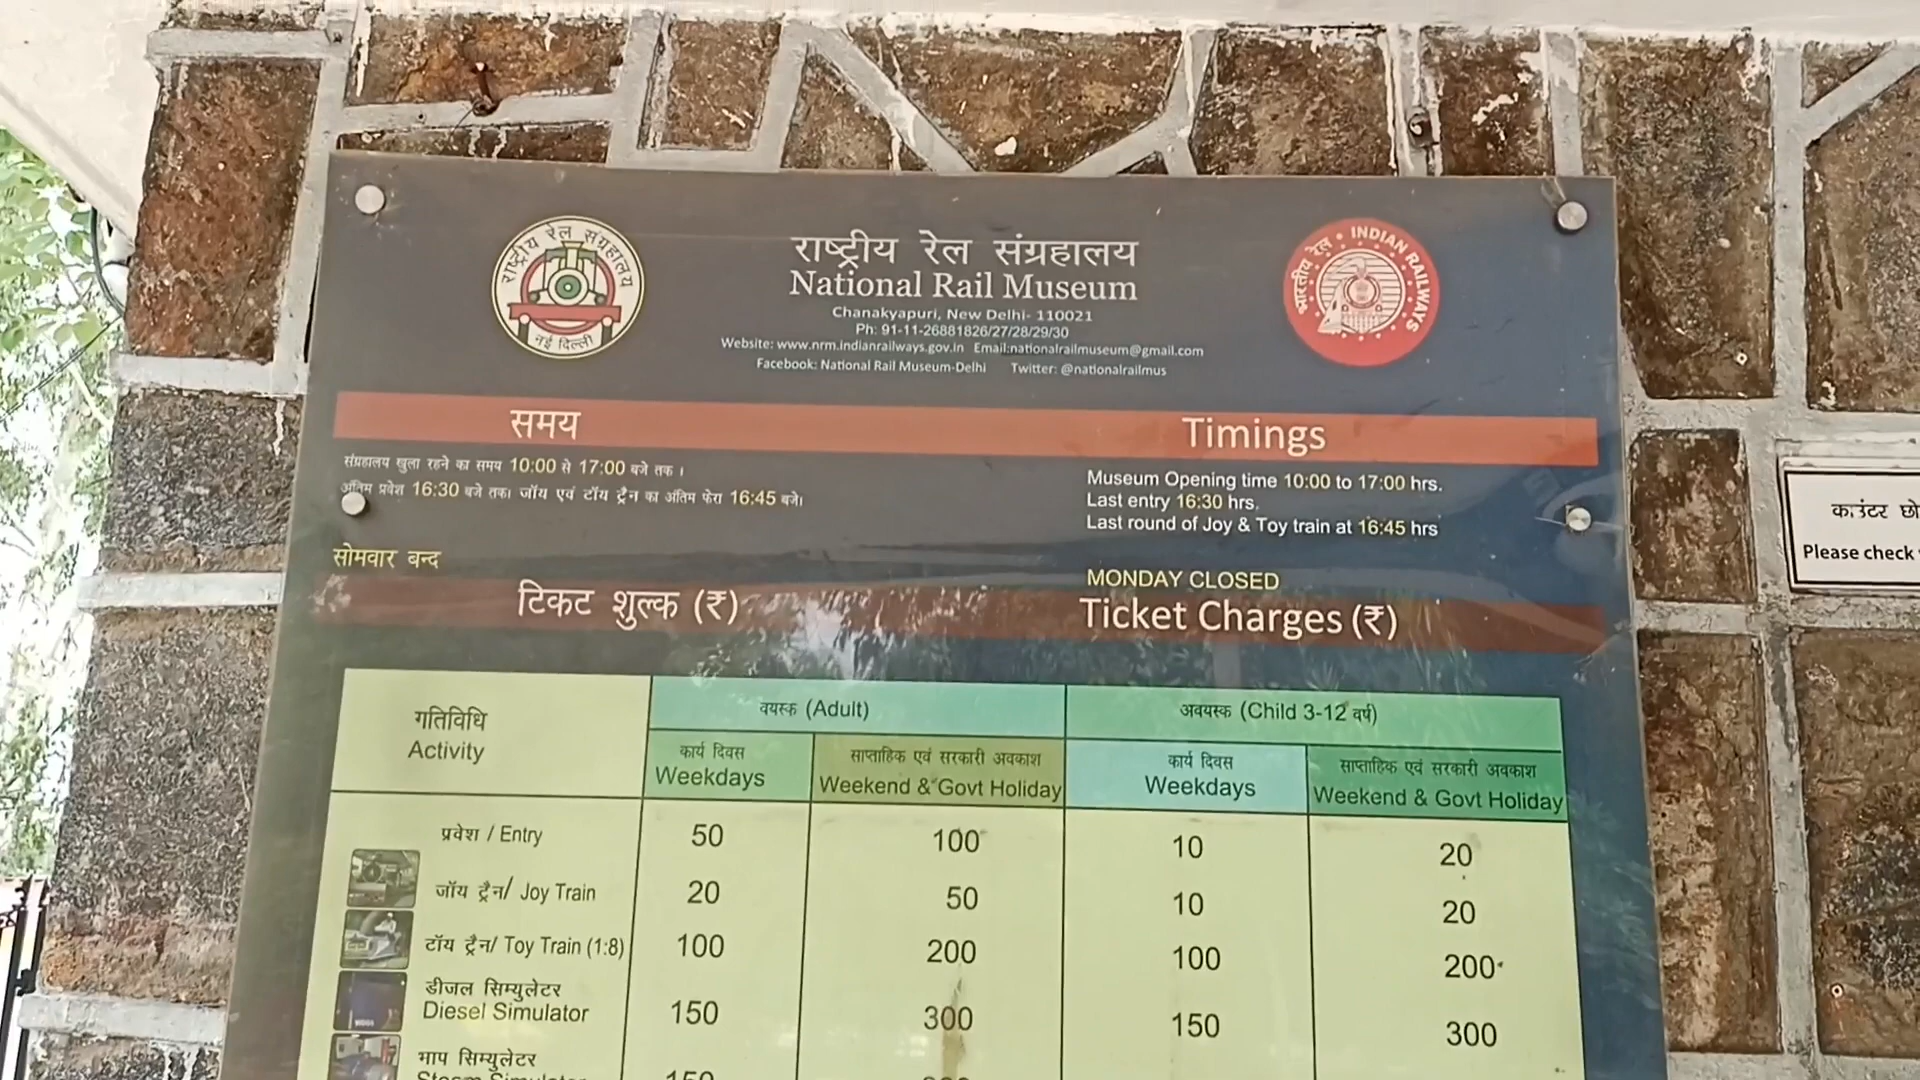 राष्ट्रीय रेल संग्रहालय
नई दिल्ली
राष्ट्रीय रेल संग्रहालय
National Rail Museum
Chanakyapuri, New Delhi- 110021
Ph: 91-11-26881826/27/28/29/30
Website: www.nrm.indianrailways.gov.in Email:nationalrailmuseum@gmail.com
Facebook: National Rail Museum-Delhi Twitter: @nationalrailmus
भारतीय रेल • INDIAN RAILWAYS
समय Timings
संग्रहालय खुला रहने का समय 10:00 से 17:00 बजे तक ।
अंतिम प्रवेश 16:30 बजे तक। जॉय एवं टॉय ट्रैन का अंतिम फेरा 16:45 बजे।
सोमवार बन्द
Museum Opening time 10:00 to 17:00 hrs.
Last entry 16:30 hrs.
Last round of Joy & Toy train at 16:45 hrs
MONDAY CLOSED
टिकट शुल्क (₹) Ticket Charges (₹)
गतिविधि
Activity
वयस्क (Adult) अवयस्क (Child 3-12 वर्ष)
कार्य दिवस साप्ताहिक एवं सरकारी अवकाश कार्य दिवस साप्ताहिक एवं सरकारी अवकाश
Weekdays Weekend & Govt Holiday Weekdays Weekend & Govt Holiday
प्रवेश / Entry 50 100 10 20
जॉय ट्रैन/ Joy Train 20 50 10 20
टॉय ट्रैन/ Toy Train (1:8) 100 200 100 200
डीजल सिम्युलेटर
Diesel Simulator 150 300 150 300
भाप सिम्युलेटर
काउंटर छो
Please check